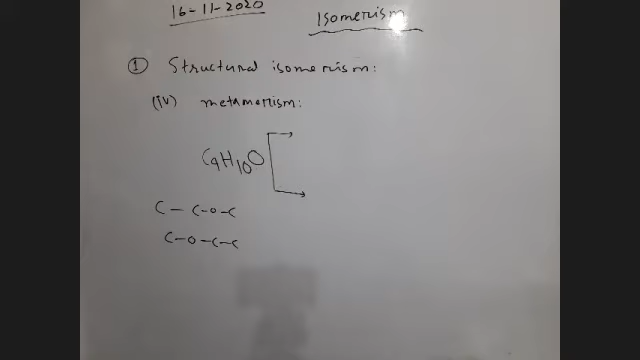 16-11-2020
Isomerism
① Structural isomerism:
(iv) metamerism:
C4H10O
C - C-O-C
C-O-C-C